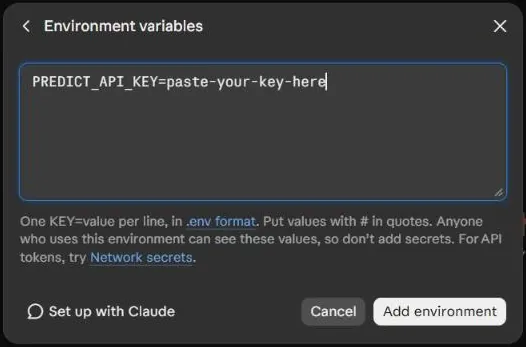 Environment variables
PREDICT_API_KEY=paste-your-key-here
One KEY=value per line, in .env format. Put values with # in quotes. Anyone
who uses this environment can see these values, so don't add secrets. For API
tokens, try Network secrets.
Set up with Claude
Cancel
Add environment